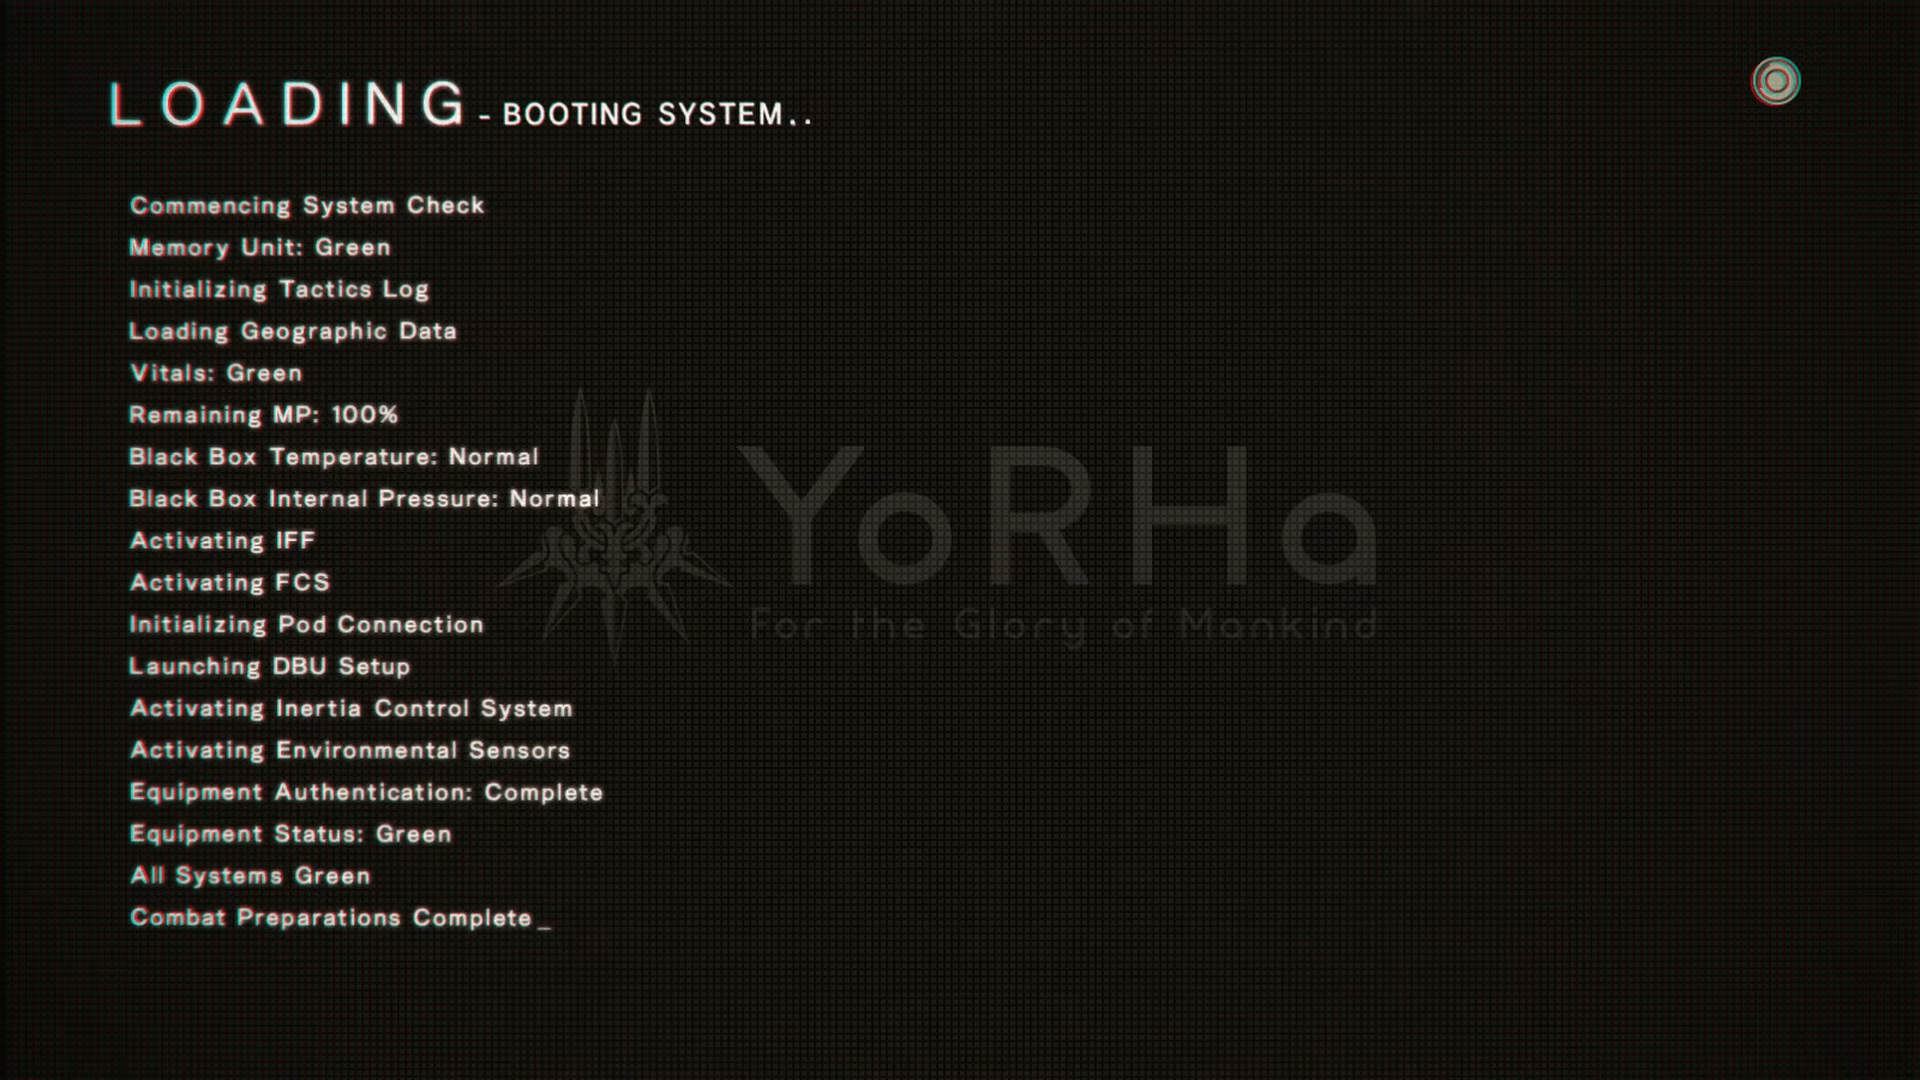 LOADING - BOOTING SYSTEM..
Commencing System Check
Memory Unit: Green
Initializing Tactics Log
Loading Geographic Data
Vitals: Green
Remaining MP: 100%
Black Box Temperature: Normal
Black Box Internal Pressure: Normal
Activating IFF
Activating FCS
Initializing Pod Connection
Launching DBU Setup
Activating Inertia Control System
Activating Environmental Sensors
Equipment Authentication: Complete
Equipment Status: Green
All Systems Green
Combat Preparations Complete_
YoRHa
For the Glory of Mankind